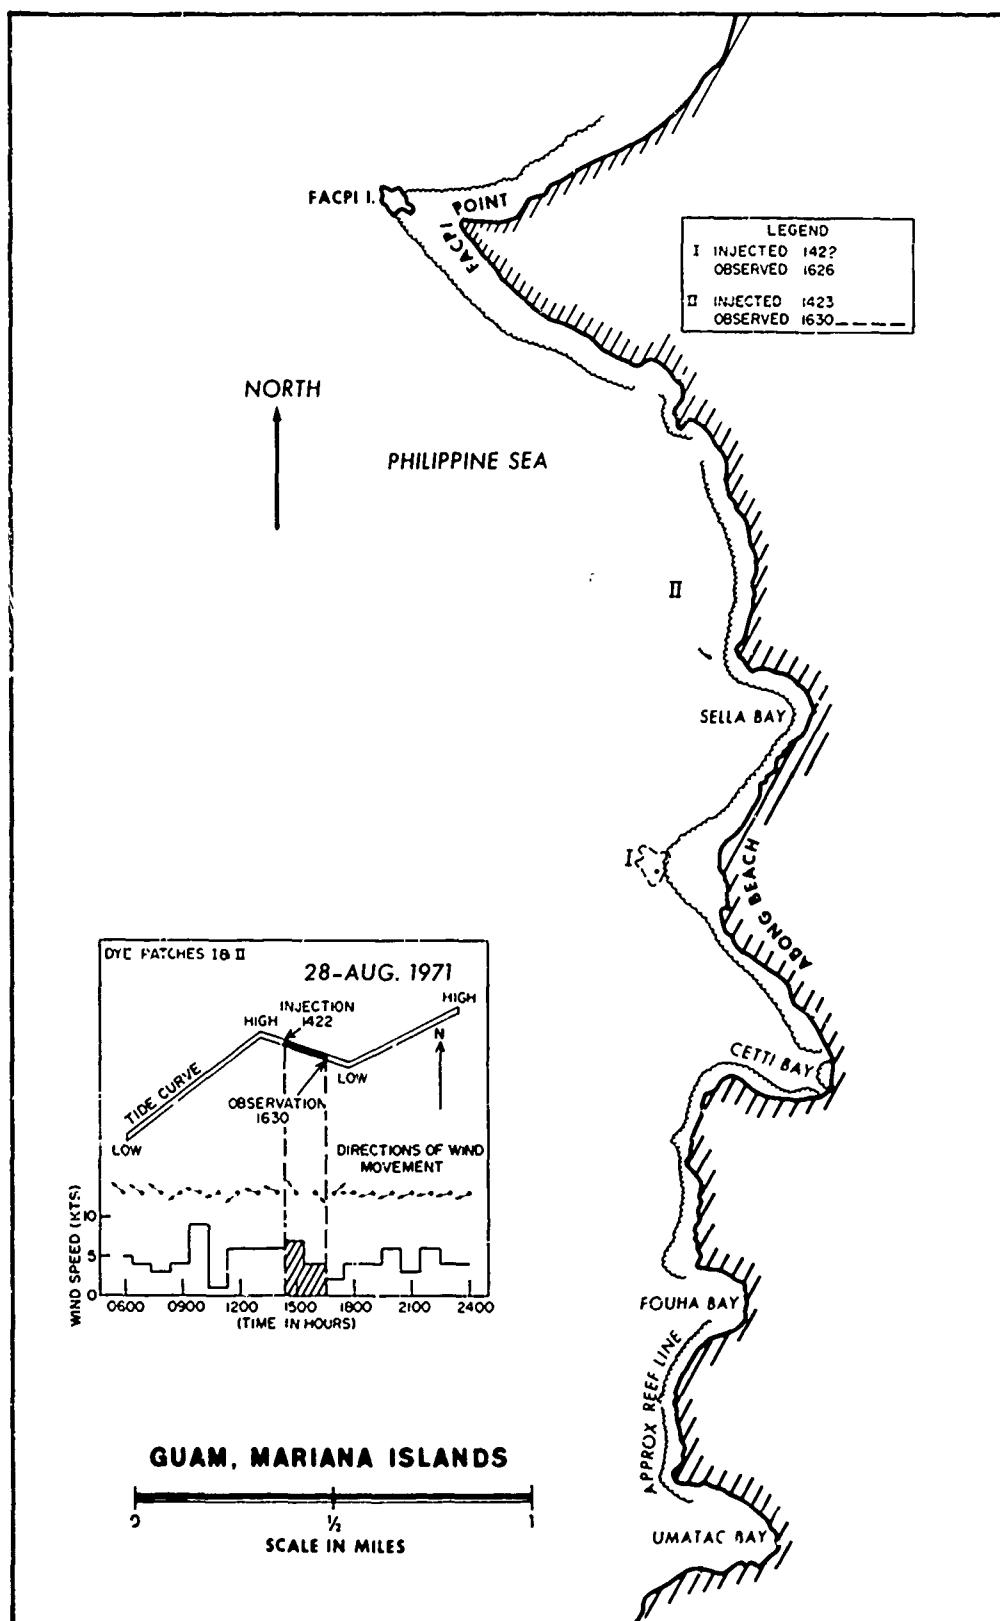 FACPI I.
FACPI POINT
LEGEND
I INJECTED 1422
OBSERVED 1626
II INJECTED 1423
OBSERVED 1630
NORTH
PHILIPPINE SEA
II
SELLA BAY
I
ABONG BEACH
DYE PATCHES I & II
28-AUG. 1971
INJECTION
1422
HIGH
HIGH
N
TIDE CURVE
LOW
LOW
OBSERVATION
1630
DIRECTIONS OF WIND
MOVEMENT
WIND SPEED (KTS)
10
5
0
0600 0900 1200 1500 1800 2100 2400
(TIME IN HOURS)
CETTI BAY
FOUHA BAY
APPROX REEF LINE
GUAM, MARIANA ISLANDS
0 1/2 1
SCALE IN MILES
UMATAC BAY